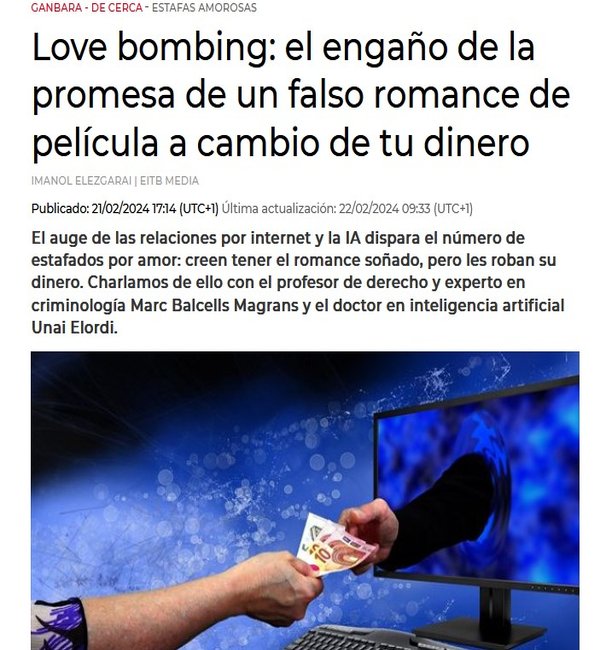 GANBARA - DE CERCA - ESTAFAS AMOROSAS
Love bombing: el engaño de la
promesa de un falso romance de
película a cambio de tu dinero
IMANOL ELEZGARAI | EITB MEDIA
Publicado: 21/02/2024 17:14 (UTC+1) Última actualización: 22/02/2024 09:33 (UTC+1)
El auge de las relaciones por internet y la IA dispara el número de
estafados por amor: creen tener el romance soñado, pero les roban su
dinero. Charlamos de ello con el profesor de derecho y experto en
criminología Marc Balcells Magrans y el doctor en inteligencia artificial
Unai Elordi.
10